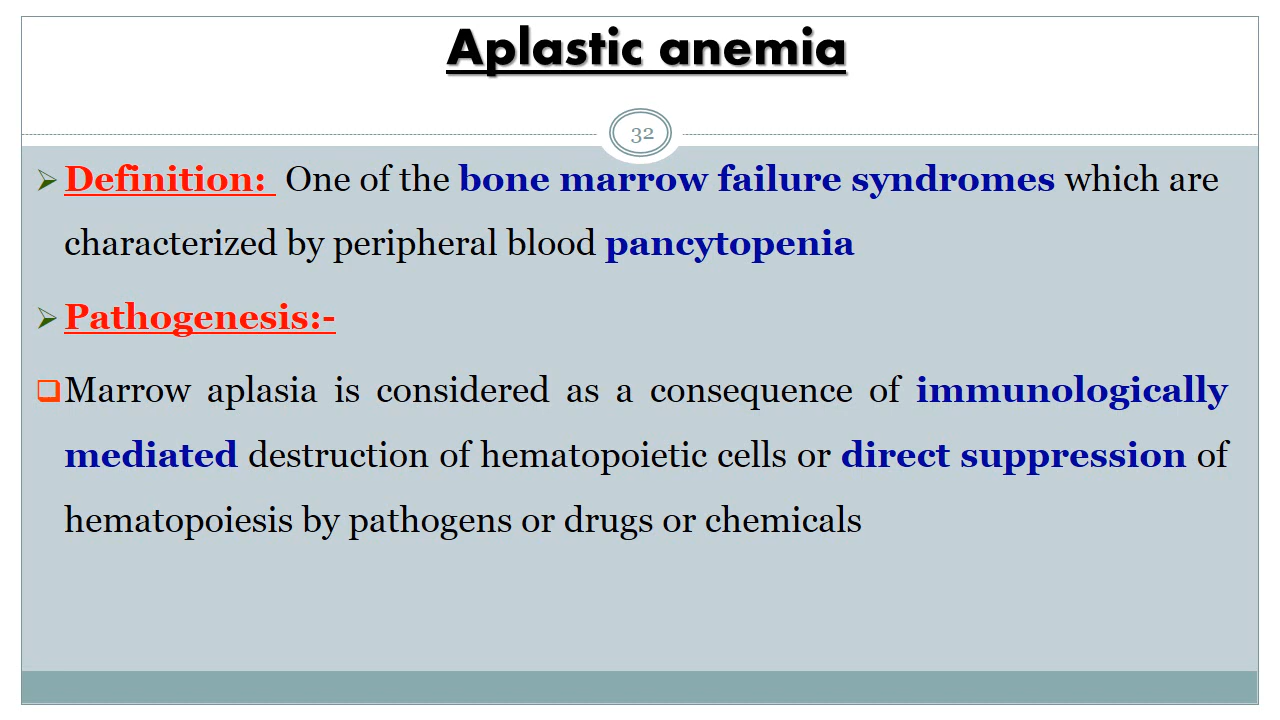 Aplastic anemia
32
Definition: One of the bone marrow failure syndromes which are
characterized by peripheral blood pancytopenia
Pathogenesis:-
Marrow aplasia is considered as a consequence of immunologically
mediated destruction of hematopoietic cells or direct suppression of
hematopoiesis by pathogens or drugs or chemicals